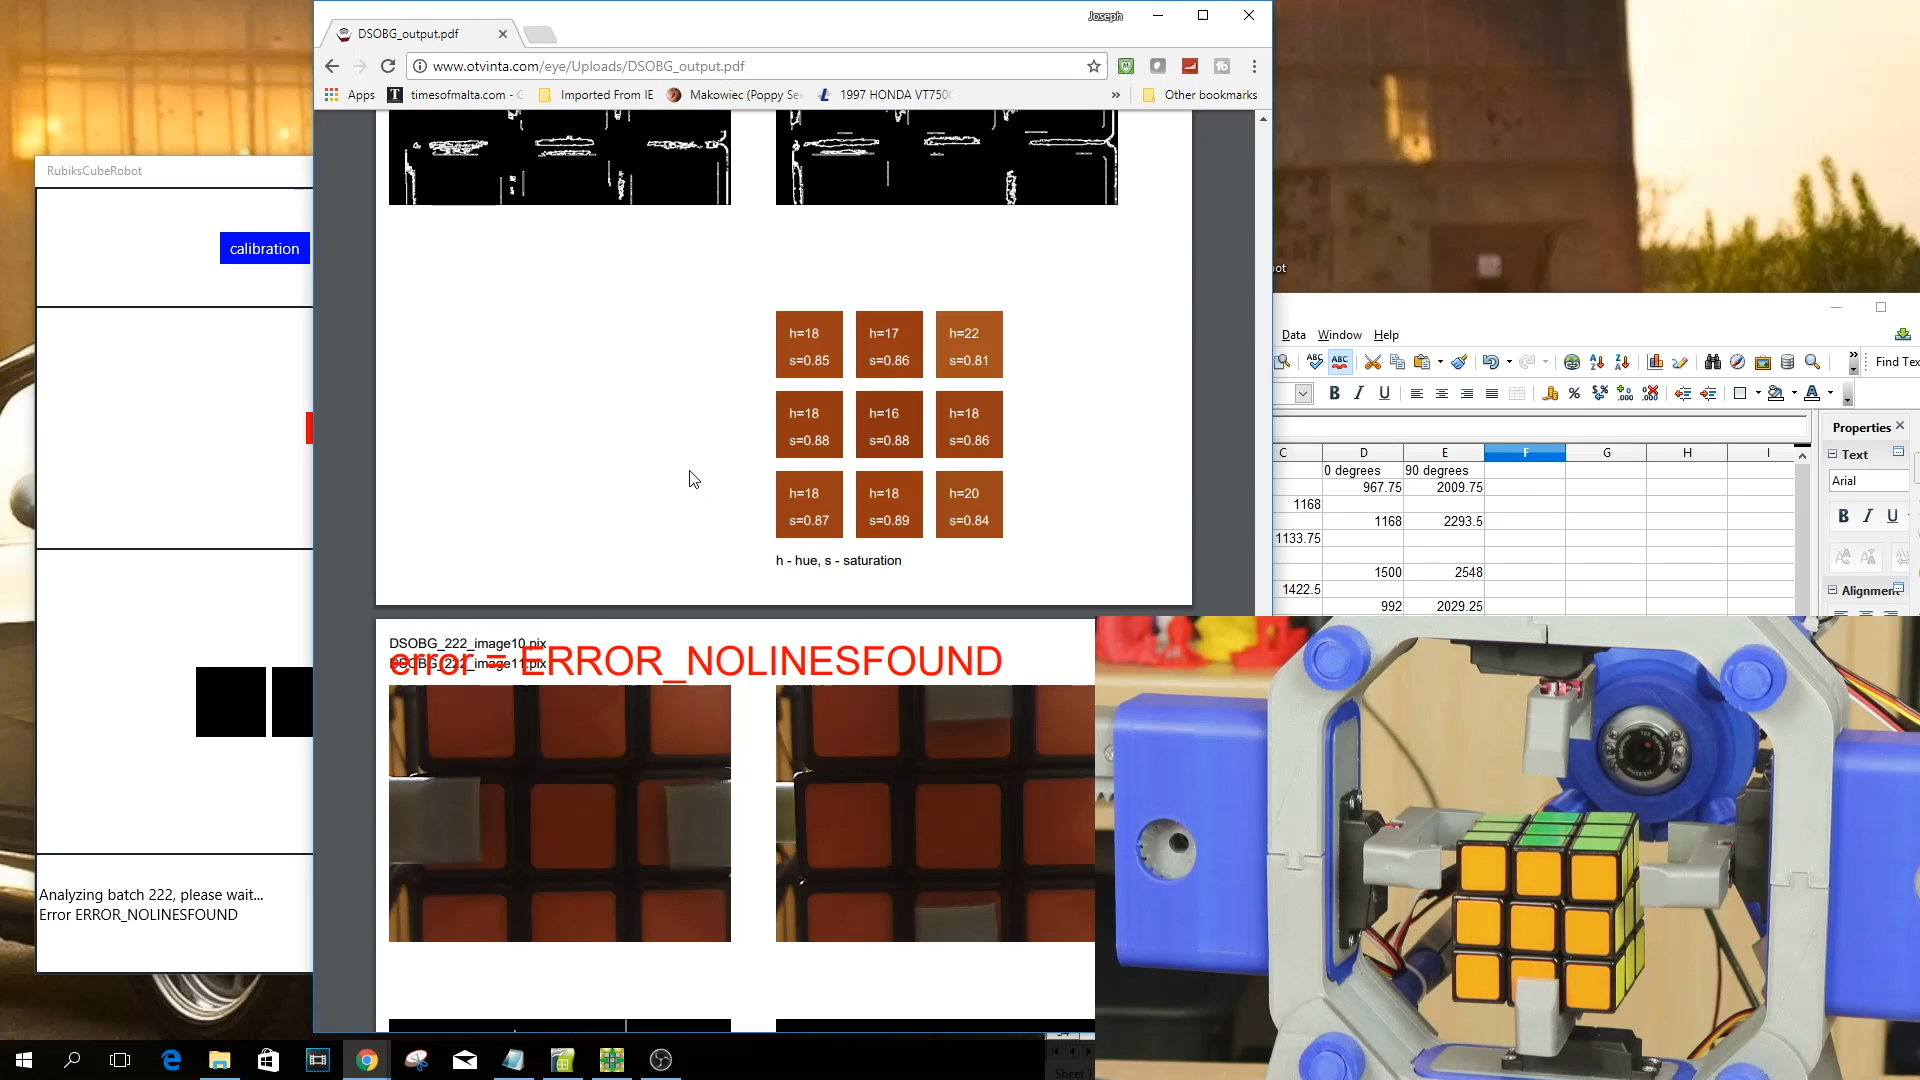 Joseph
DSOBG_output.pdf
www.otvinta.com/eye/Uploads/DSOBG_output.pdf
Apps
timesofmalta.com -
Imported From IE
Makowiec (Poppy Se
1997 HONDA VT750
»
Other bookmarks
RubiksCubeRobot
calibration
h=18
s=0.85
h=17
s=0.86
h=22
s=0.81
h=18
s=0.88
h=16
s=0.88
h=18
s=0.86
h=18
s=0.87
h=18
s=0.89
h=20
s=0.84
h - hue, s - saturation
DSOBG_222_image10.pix
DSOBG_222_image11.pix
error = ERROR_NOLINESFOUND
Analyzing batch 222, please wait...
Error ERROR_NOLINESFOUND
Data Window Help
Find Tex
B I U
Properties
Text
Arial
B I U
Alignment
C D E F G H I
0 degrees 90 degrees
967.75 2009.75
1168
1168 2293.5
1133.75
1500 2548
1422.5
992 2029.25
Sheet 1